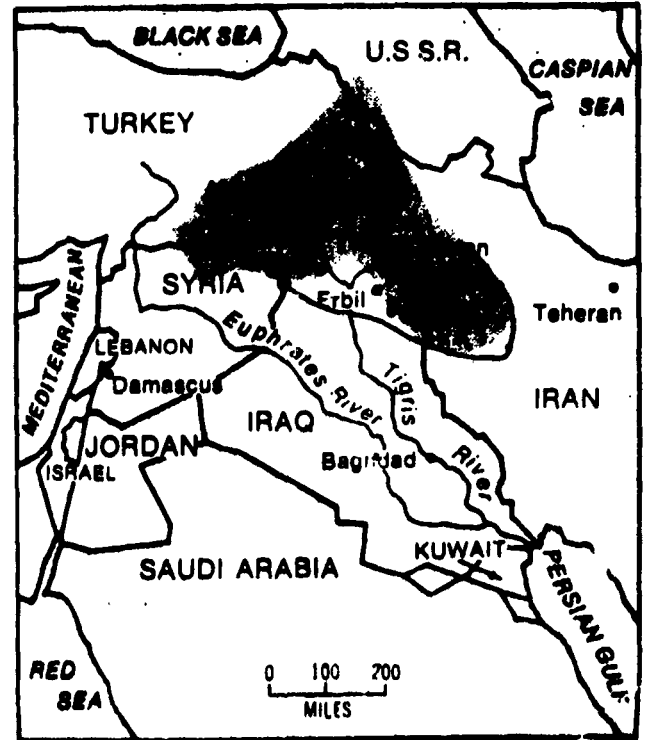 BLACK SEA
U.S S.R.
CASPIAN
SEA
TURKEY
SYRIA
Erbil
Teheran
MEDITERRANEAN
LEBANON
Damascus
Euphrates River
Tigris
River
IRAN
IRAQ
JORDAN
ISRAEL
Baghdad
KUWAIT
SAUDI ARABIA
PERSIAN GULF
RED
SEA
0 100 200
MILES